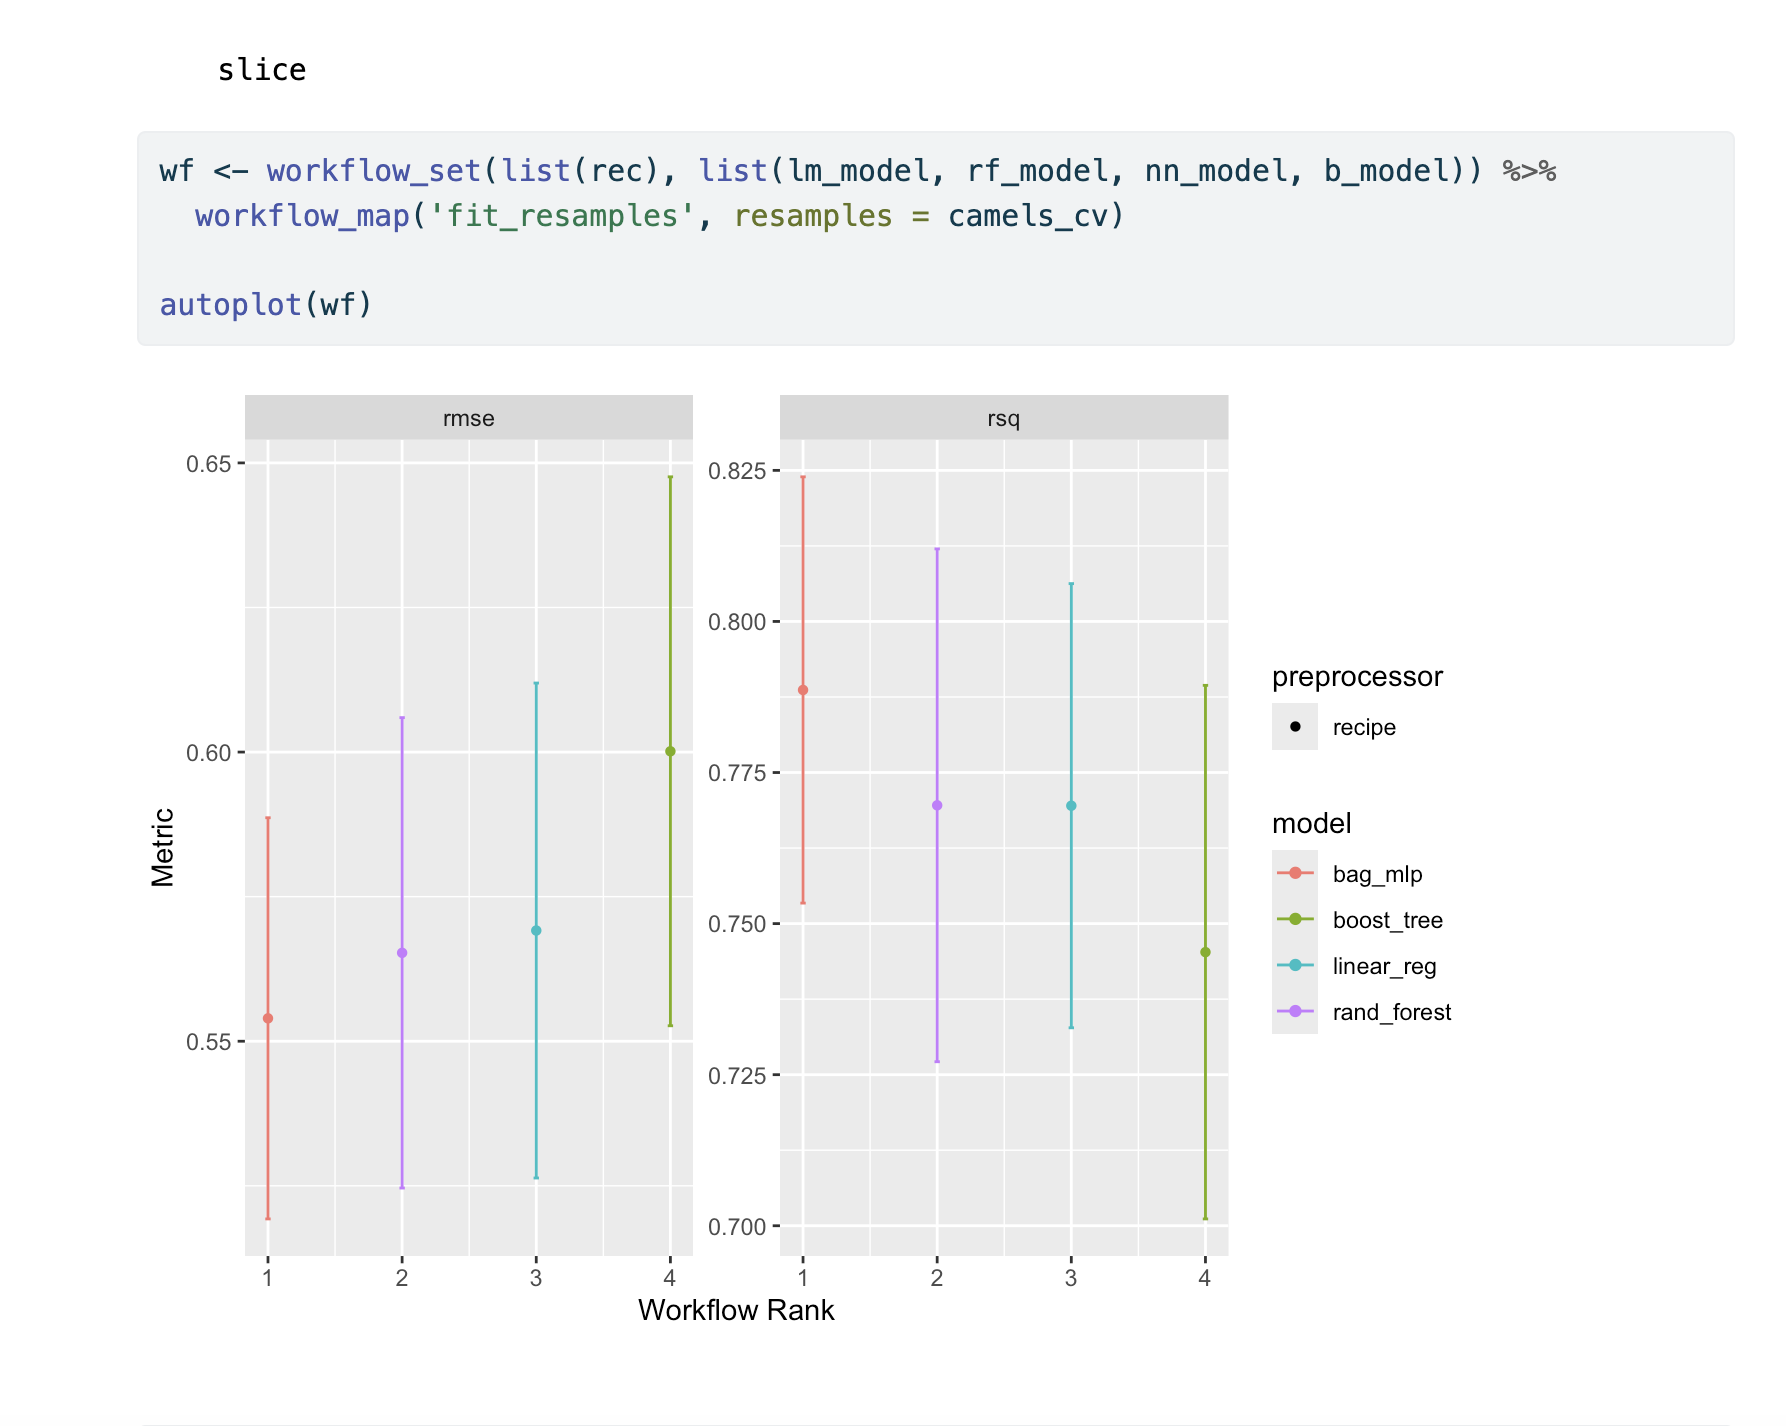 slice
wf <- workflow_set(list(rec), list(lm_model, rf_model, nn_model, b_model)) %>%
  workflow_map('fit_resamples', resamples = camels_cv)
autoplot(wf)
rmse
rsq
0.65
0.60
0.55
0.825
0.800
0.775
0.750
0.725
0.700
Metric
1 2 3 4
1 2 3 4
Workflow Rank
preprocessor
recipe
model
bag_mlp
boost_tree
linear_reg
rand_forest